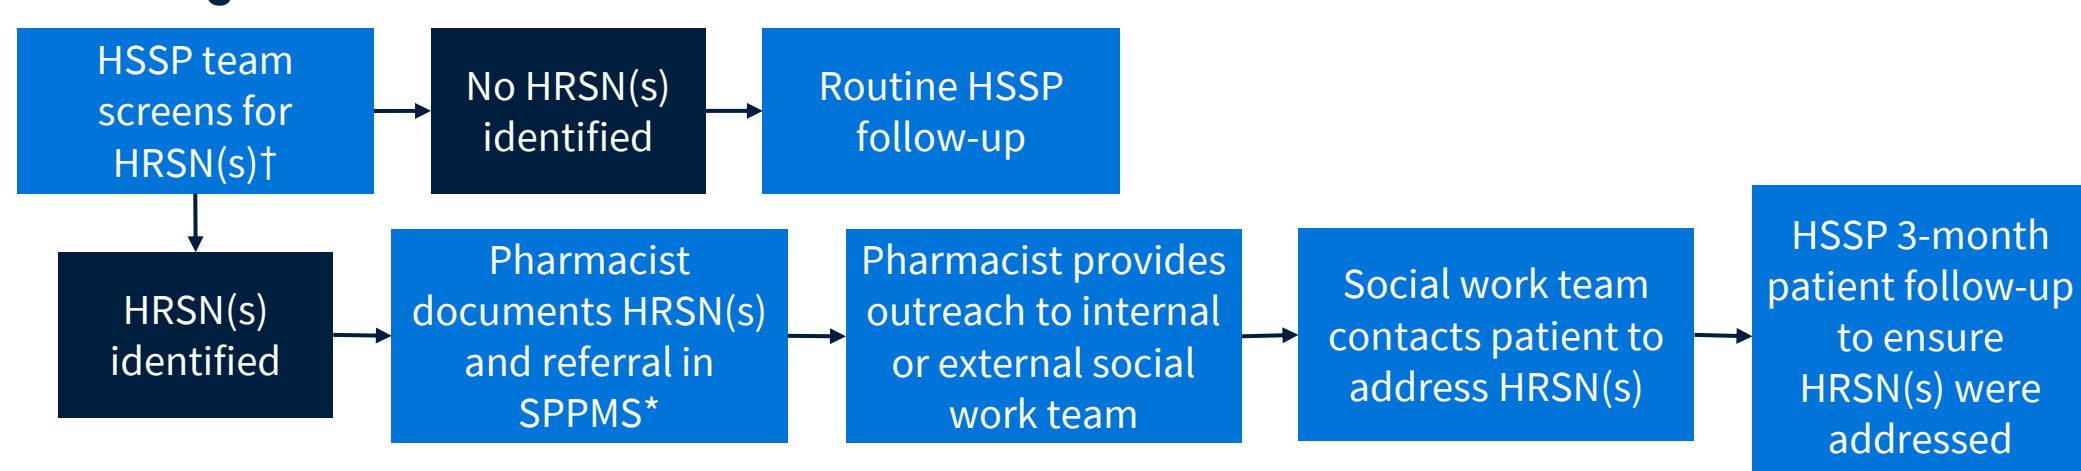 HSSP team
screens for
HRSN(s)†
No HRSN(s)
identified
Routine HSSP
follow-up
HRSN(s)
identified
Pharmacist
documents HRSN(s)
and referral in
SPPMS*
Pharmacist provides
outreach to internal
or external social
work team
Social work team
contacts patient to
address HRSN(s)
HSSP 3-month
patient follow-up
to ensure
HRSN(s) were
addressed